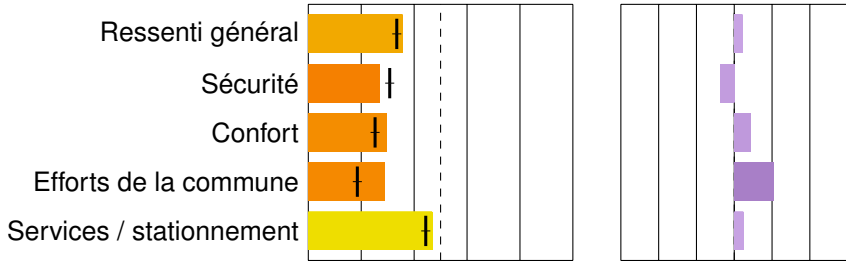 Ressenti général
Sécurité
Confort
Efforts de la commune
Services / stationnement